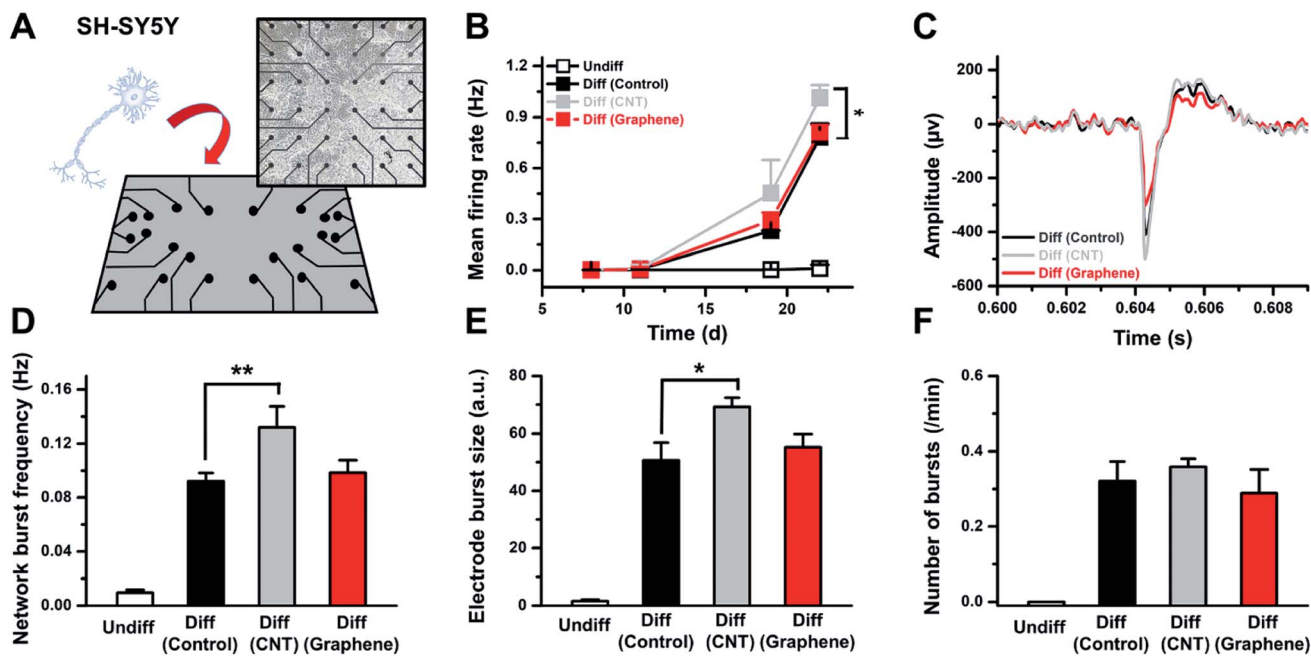 A
SH-SY5Y
B
Mean firing rate (Hz)
1.2
0.9
0.6
0.3
0.0
Undiff
Diff (Control)
Diff (CNT)
Diff (Graphene)
*
5
10
15
20
Time (d)
C
Amplitude (μv)
200
0
-200
-400
-600
Diff (Control)
Diff (CNT)
Diff (Graphene)
0.600
0.602
0.604
0.606
0.608
Time (s)
D
Network burst frequency (Hz)
0.16
0.12
0.08
0.04
0.00
**
Undiff
Diff
(Control)
Diff
(CNT)
Diff
(Graphene)
E
Electrode burst size (a.u.)
80
60
40
20
0
*
Undiff
Diff
(Control)
Diff
(CNT)
Diff
(Graphene)
F
Number of bursts (/min)
0.6
0.4
0.2
0.0
Undiff
Diff
(Control)
Diff
(CNT)
Diff
(Graphene)